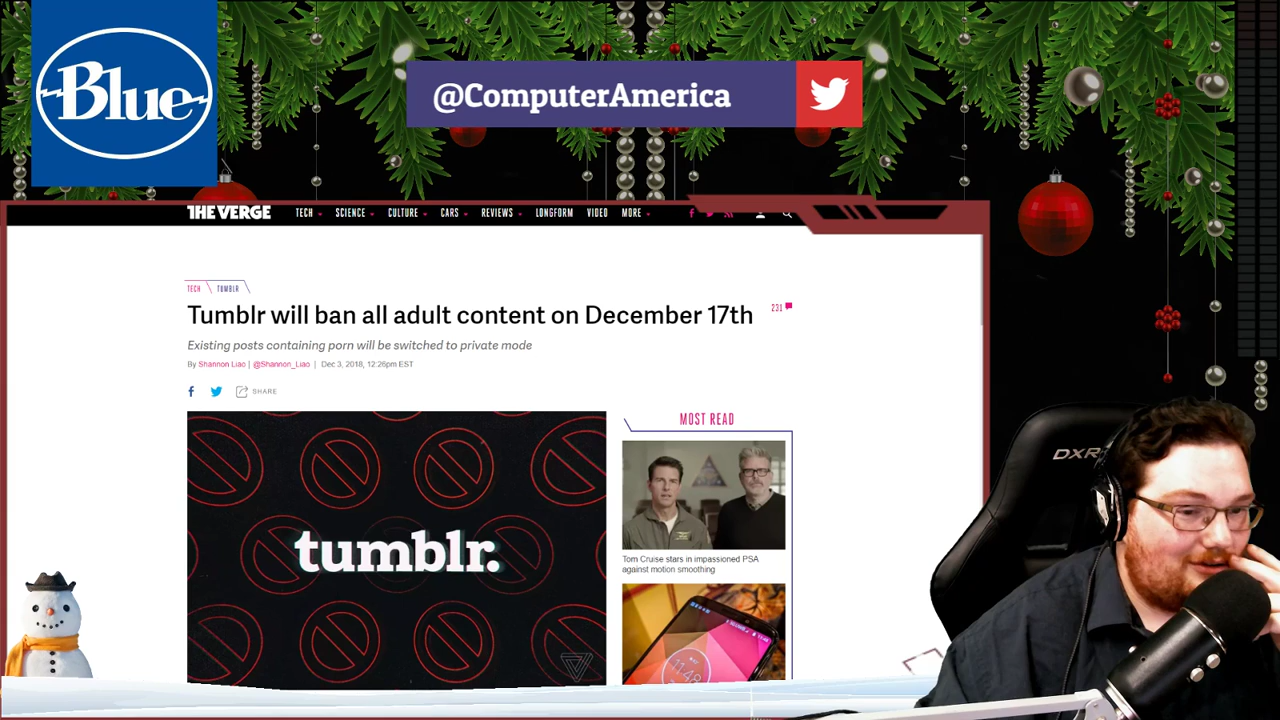 Blue
@ComputerAmerica
THE VERGE TECH SCIENCE CULTURE CARS REVIEWS LONGFORM VIDEO MORE
TECH TUMBLR
Tumblr will ban all adult content on December 17th
231
Existing posts containing porn will be switched to private mode
By Shannon Liao | @Shannon_Liao | Dec 3, 2018, 12:26pm EST
SHARE
MOST READ
tumblr.
Tom Cruise stars in impassioned PSA
against motion smoothing
11:48
DXR